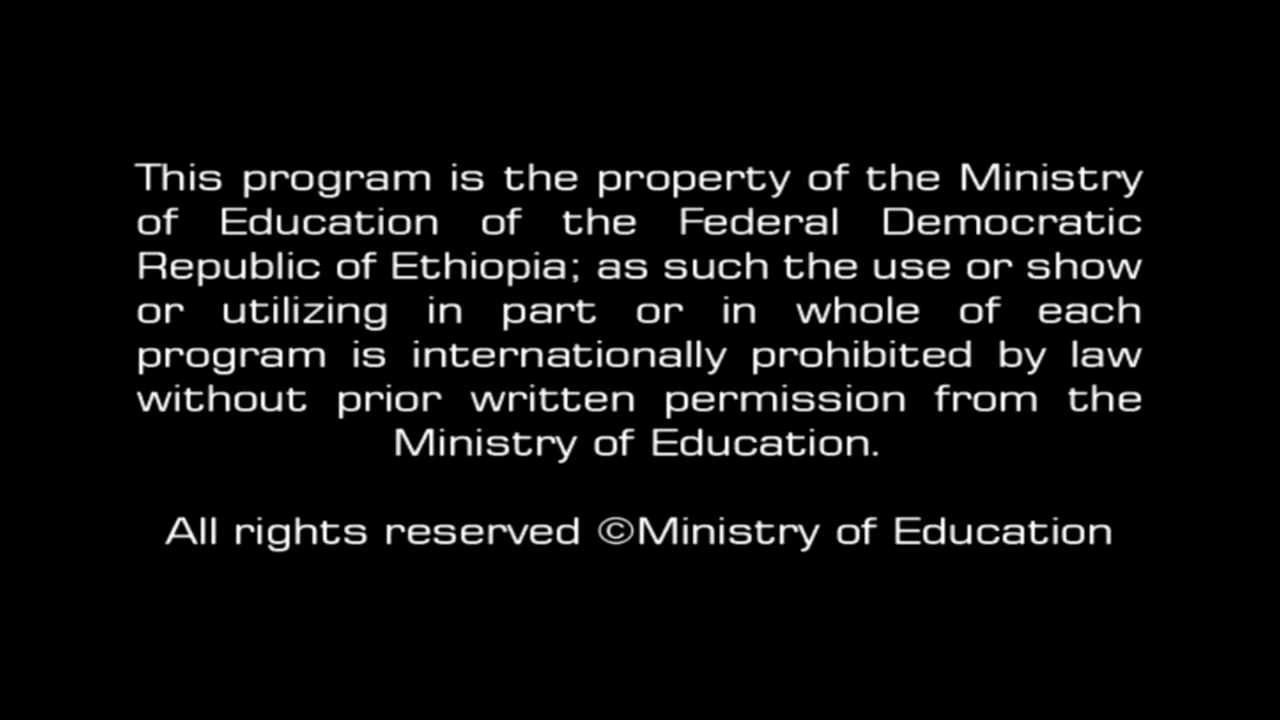 This program is the property of the Ministry
of Education of the Federal Democratic
Republic of Ethiopia; as such the use or show
or utilizing in part or in whole of each
program is internationally prohibited by law
without prior written permission from the
Ministry of Education.
All rights reserved ©Ministry of Education